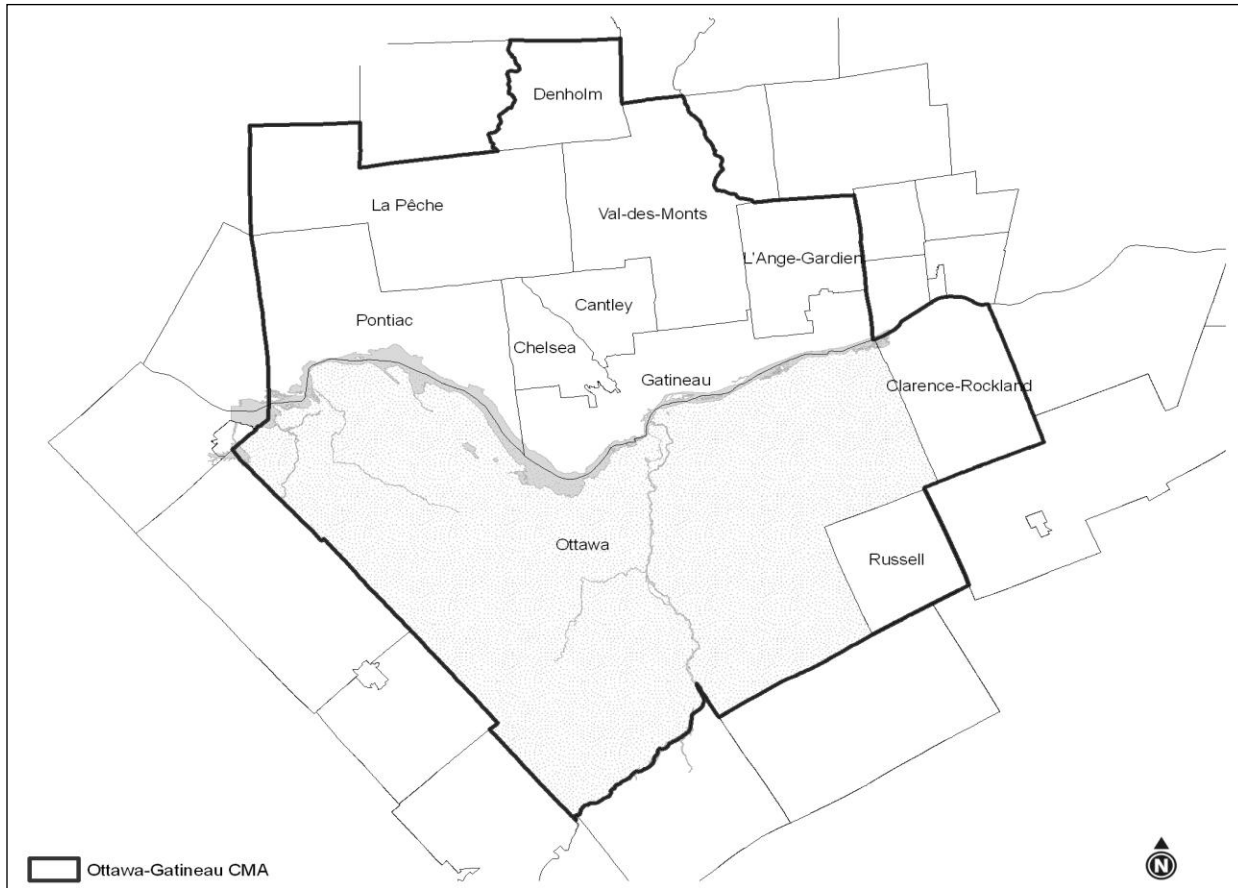 Denholm
La Pêche
Val-des-Monts
L'Ange-Gardien
Cantley
Pontiac
Chelsea
Gatineau
Clarence-Rockland
Ottawa
Russell
Ottawa-Gatineau CMA
N